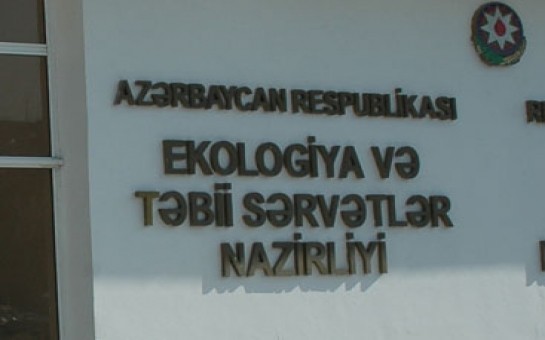 AZƏRBAYCAN RESPUBLİKASI
EKOLOGİYA VƏ
TƏBİİ SƏRVƏTLƏR
NAZİRLİYİ